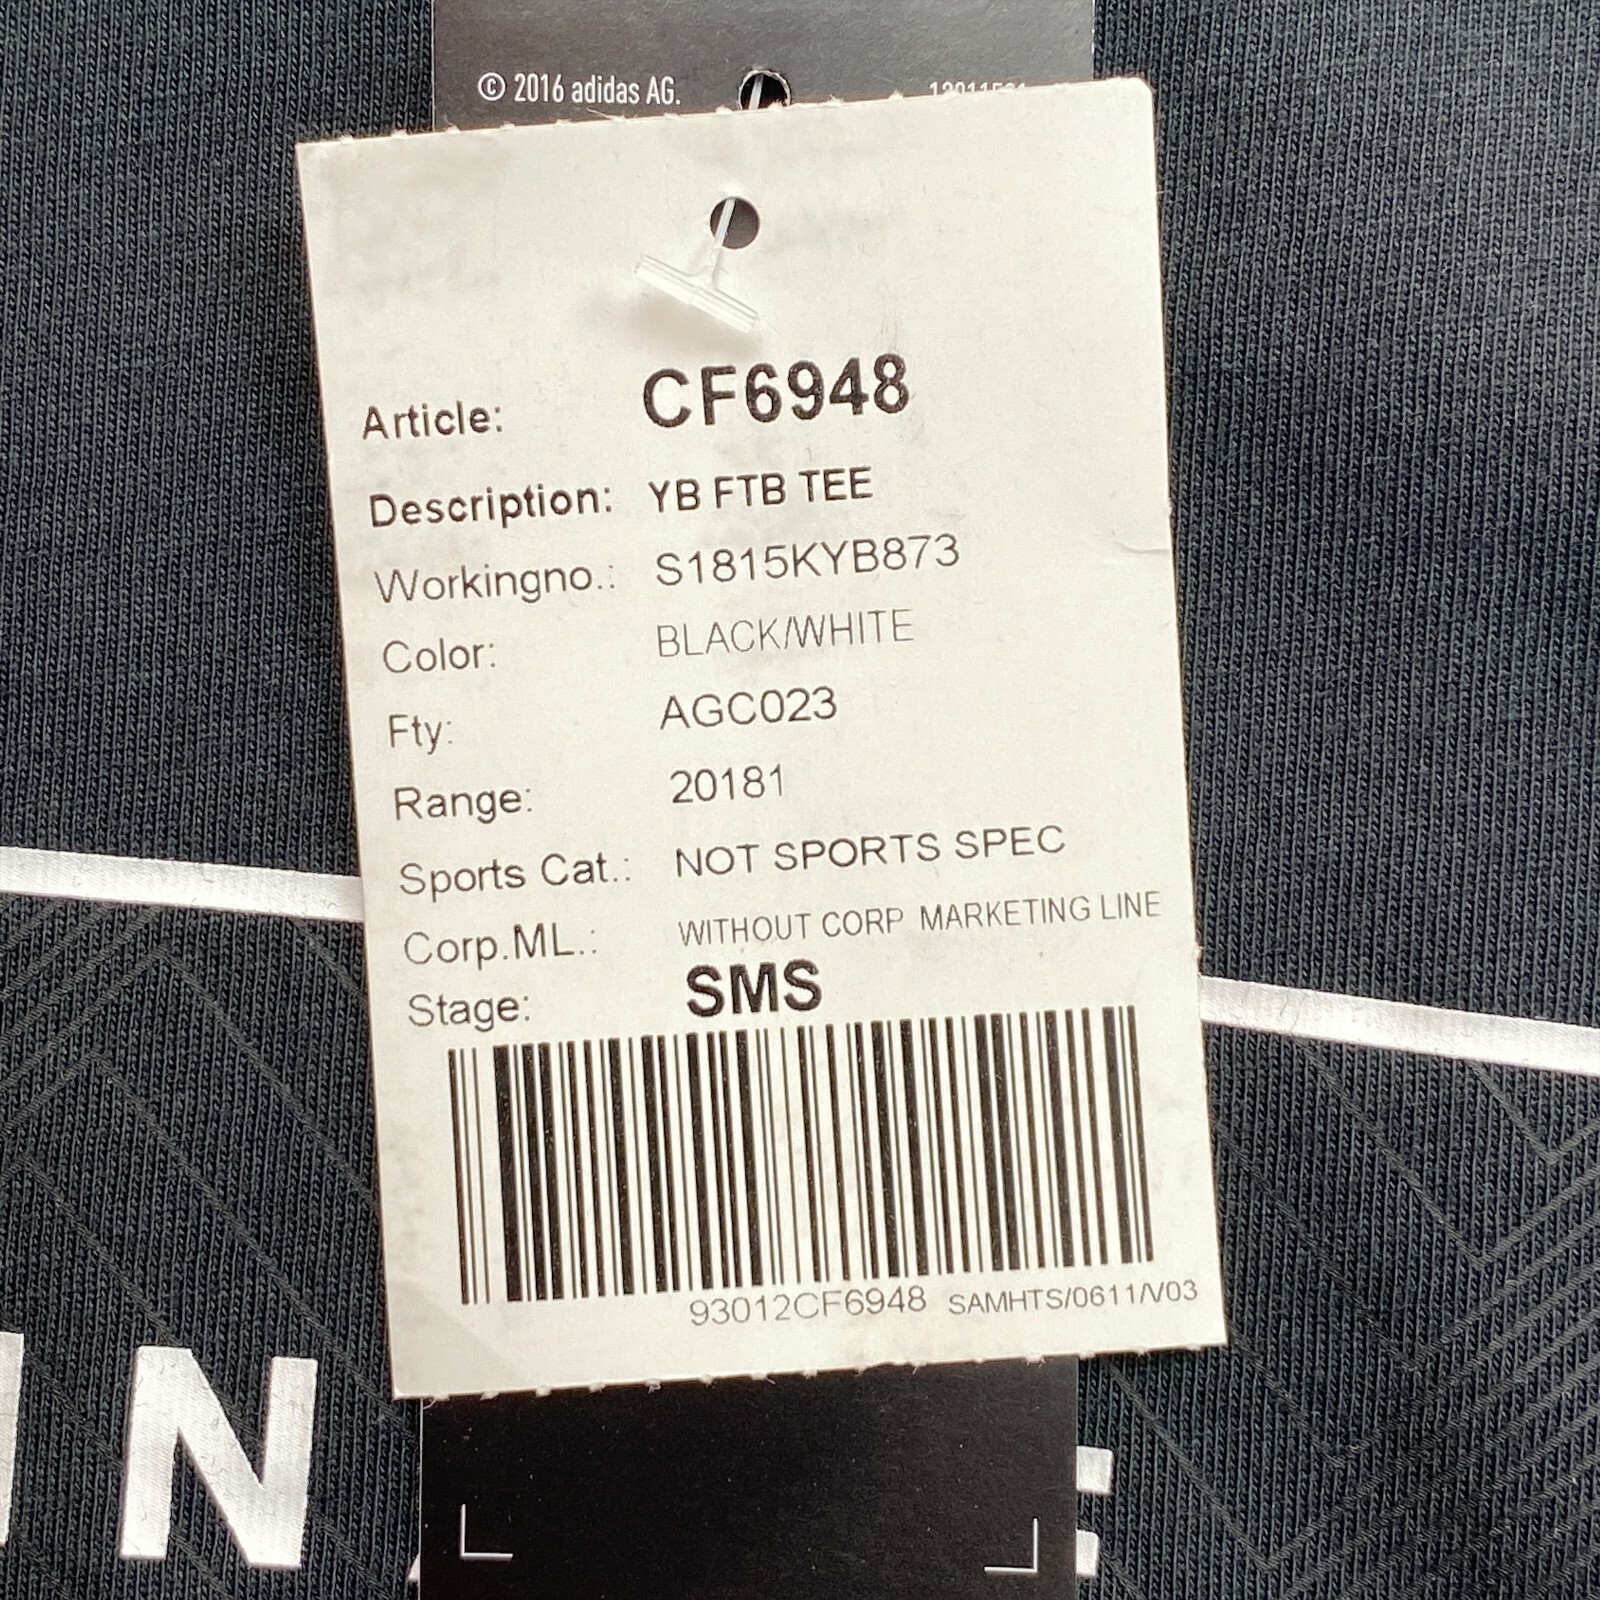 © 2016 adidas AG.
Article: CF6948
Description: YB FTB TEE
Workingno.: S1815KYB873
Color: BLACK/WHITE
Fty: AGC023
Range: 20181
Sports Cat.: NOT SPORTS SPEC
Corp.ML.: WITHOUT CORP MARKETING LINE
Stage: SMS
93012CF6948 SAMHTS/0611/V03
N